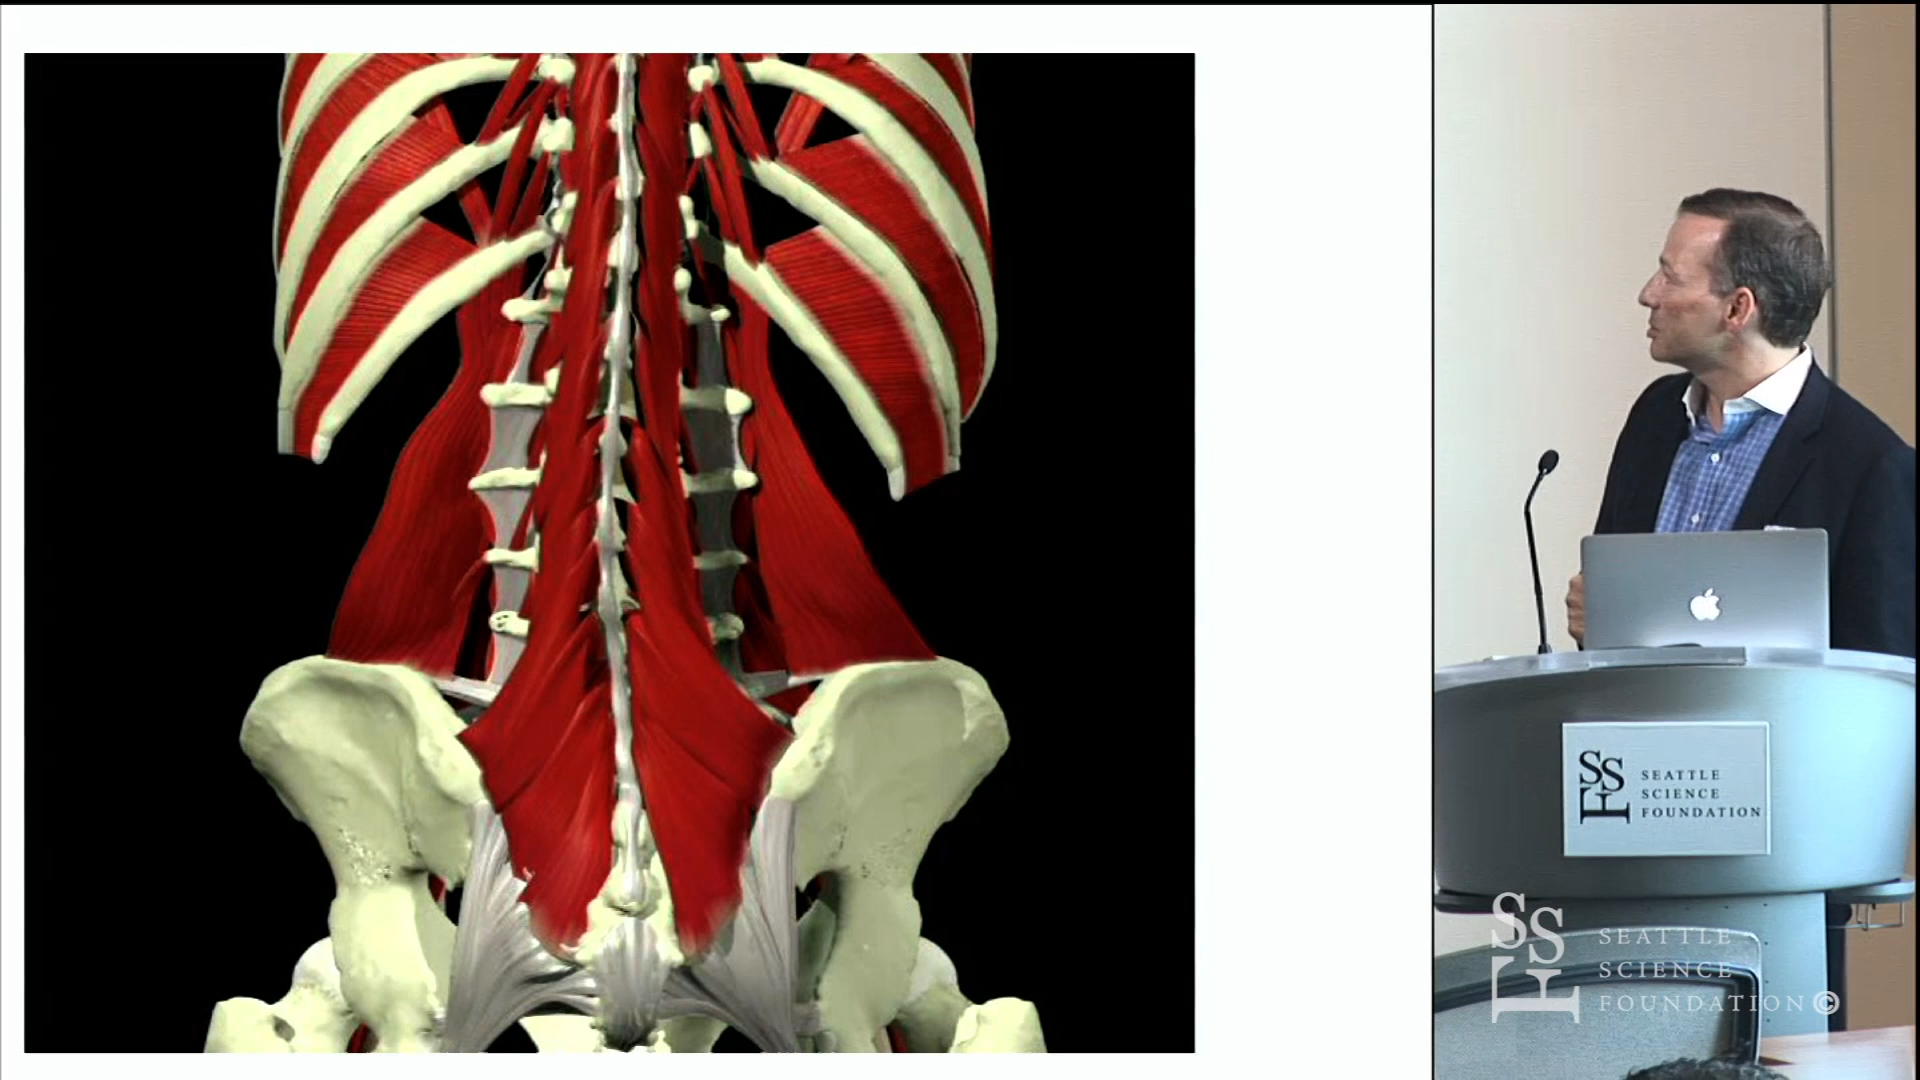 SSF
SEATTLE
SCIENCE
FOUNDATION
SSF
SEATTLE
SCIENCE
FOUNDATION©